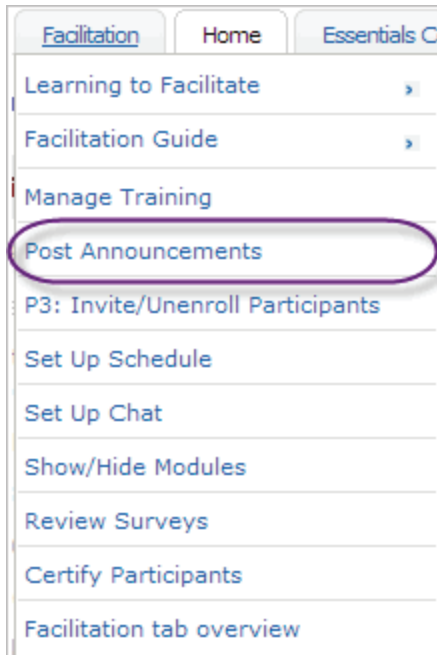 Facilitation Home Essentials C
Learning to Facilitate
Facilitation Guide
Manage Training
Post Announcements
P3: Invite/Unenroll Participants
Set Up Schedule
Set Up Chat
Show/Hide Modules
Review Surveys
Certify Participants
Facilitation tab overview